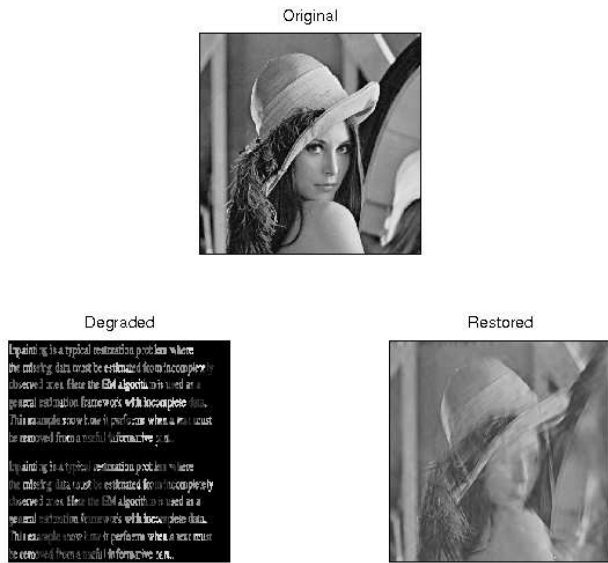 Original
Degraded
Restored
Inpainting is a typical restoration problem where
the missing data must be estimated from incompletely
observed ones. Here the EM algorithm is used as a
general estimation framework with incomplete data.
This example show how it performs when a text must
be removed from a useful informative part.
Inpainting is a typical restoration problem where
the missing data must be estimated from incompletely
observed ones. Here the EM algorithm is used as a
general estimation framework with incomplete data.
This example show how it performs when a text must
be removed from a useful informative part.